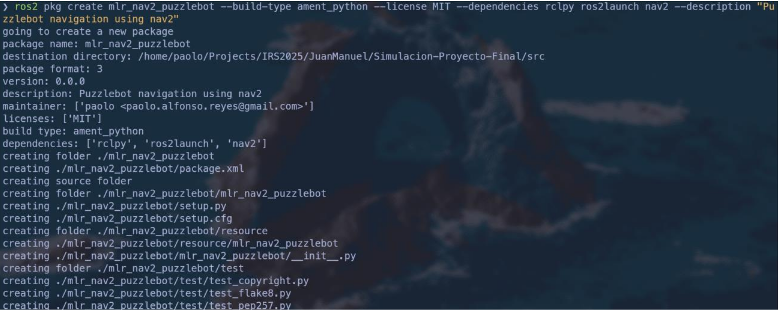 ❯ ros2 pkg create mlr_nav2_puzzlebot --build-type ament_python --license MIT --dependencies rclpy ros2launch nav2 --description "Pu
zzlebot navigation using nav2"
going to create a new package
package name: mlr_nav2_puzzlebot
destination directory: /home/paolo/Projects/IRS2025/JuanManuel/Simulacion-Proyecto-Final/src
package format: 3
version: 0.0.0
description: Puzzlebot navigation using nav2
maintainer: ['paolo <paolo.alfonso.reyes@gmail.com>']
licenses: ['MIT']
build type: ament_python
dependencies: ['rclpy', 'ros2launch', 'nav2']
creating folder ./mlr_nav2_puzzlebot
creating ./mlr_nav2_puzzlebot/package.xml
creating source folder
creating folder ./mlr_nav2_puzzlebot/mlr_nav2_puzzlebot
creating ./mlr_nav2_puzzlebot/setup.py
creating ./mlr_nav2_puzzlebot/setup.cfg
creating folder ./mlr_nav2_puzzlebot/resource
creating ./mlr_nav2_puzzlebot/resource/mlr_nav2_puzzlebot
creating ./mlr_nav2_puzzlebot/mlr_nav2_puzzlebot/__init__.py
creating folder ./mlr_nav2_puzzlebot/test
creating ./mlr_nav2_puzzlebot/test/test_copyright.py
creating ./mlr_nav2_puzzlebot/test/test_flake8.py
creating ./mlr_nav2_puzzlebot/test/test_pep257.py